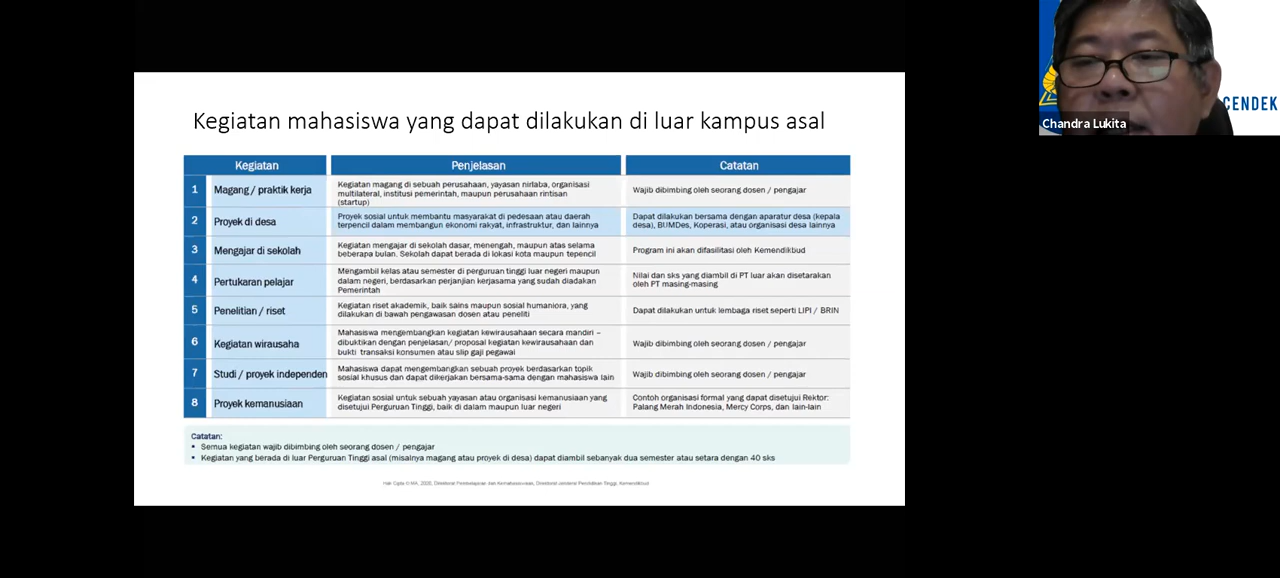 Kegiatan mahasiswa yang dapat dilakukan di luar kampus asal
Kegiatan Penjelasan Catatan
1 Magang / praktik kerja
Kegiatan magang di sebuah perusahaan, yayasan nirlaba, organisasi
multilateral, institusi pemerintah, maupun perusahaan rintisan
(startup)
Wajib dibimbing oleh seorang dosen / pengajar
2 Proyek di desa
Proyek sosial untuk membantu masyarakat di pedesaan atau daerah
terpencil dalam membangun ekonomi rakyat, infrastruktur, dan lainnya
Dapat dilakukan bersama dengan aparatur desa (kepala
desa), BUMDes, Koperasi, atau organisasi desa lainnya
3 Mengajar di sekolah
Kegiatan mengajar di sekolah dasar, menengah, maupun atas selama
beberapa bulan. Sekolah dapat berada di lokasi kota maupun tepencil
Program ini akan difasilitasi oleh Kemendikbud
4 Pertukaran pelajar
Mengambil kelas atau semester di perguruan tinggi luar negeri maupun
dalam negeri, berdasarkan perjanjian kerjasama yang sudah diadakan
Pemerintah
Nilai dan sks yang diambil di PT luar akan disetarakan
oleh PT masing-masing
5 Penelitian / riset
Kegiatan riset akademik, baik sains maupun sosial humaniora, yang
dilakukan di bawah pengawasan dosen atau peneliti
Dapat dilakukan untuk lembaga riset seperti LIPI / BRIN
6 Kegiatan wirausaha
Mahasiswa mengembangkan kegiatan kewirausahaan secara mandiri –
dibuktikan dengan penjelasan/ proposal kegiatan kewirausahaan dan
bukti transaksi konsumen atau slip gaji pegawai
Wajib dibimbing oleh seorang dosen / pengajar
7 Studi / proyek independen
Mahasiswa dapat mengembangkan sebuah proyek berdasarkan topik
sosial khusus dan dapat dikerjakan bersama-sama dengan mahasiswa lain
Wajib dibimbing oleh seorang dosen / pengajar
8 Proyek kemanusiaan
Kegiatan sosial untuk sebuah yayasan atau organisasi kemanusiaan yang
disetujui Perguruan Tinggi, baik di dalam maupun luar negeri
Contoh organisasi formal yang dapat disetujui Rektor:
Palang Merah Indonesia, Mercy Corps, dan lain-lain
Catatan:
▪ Semua kegiatan wajib dibimbing oleh seorang dosen / pengajar
▪ Kegiatan yang berada di luar Perguruan Tinggi asal (misalnya magang atau proyek di desa) dapat diambil sebanyak dua semester atau setara dengan 40 sks
Direktorat Pembelajaran dan Kemahasiswaan, Direktorat Jenderal Pendidikan Tinggi, Kemendikbud
CENDEK
Chandra Lukita